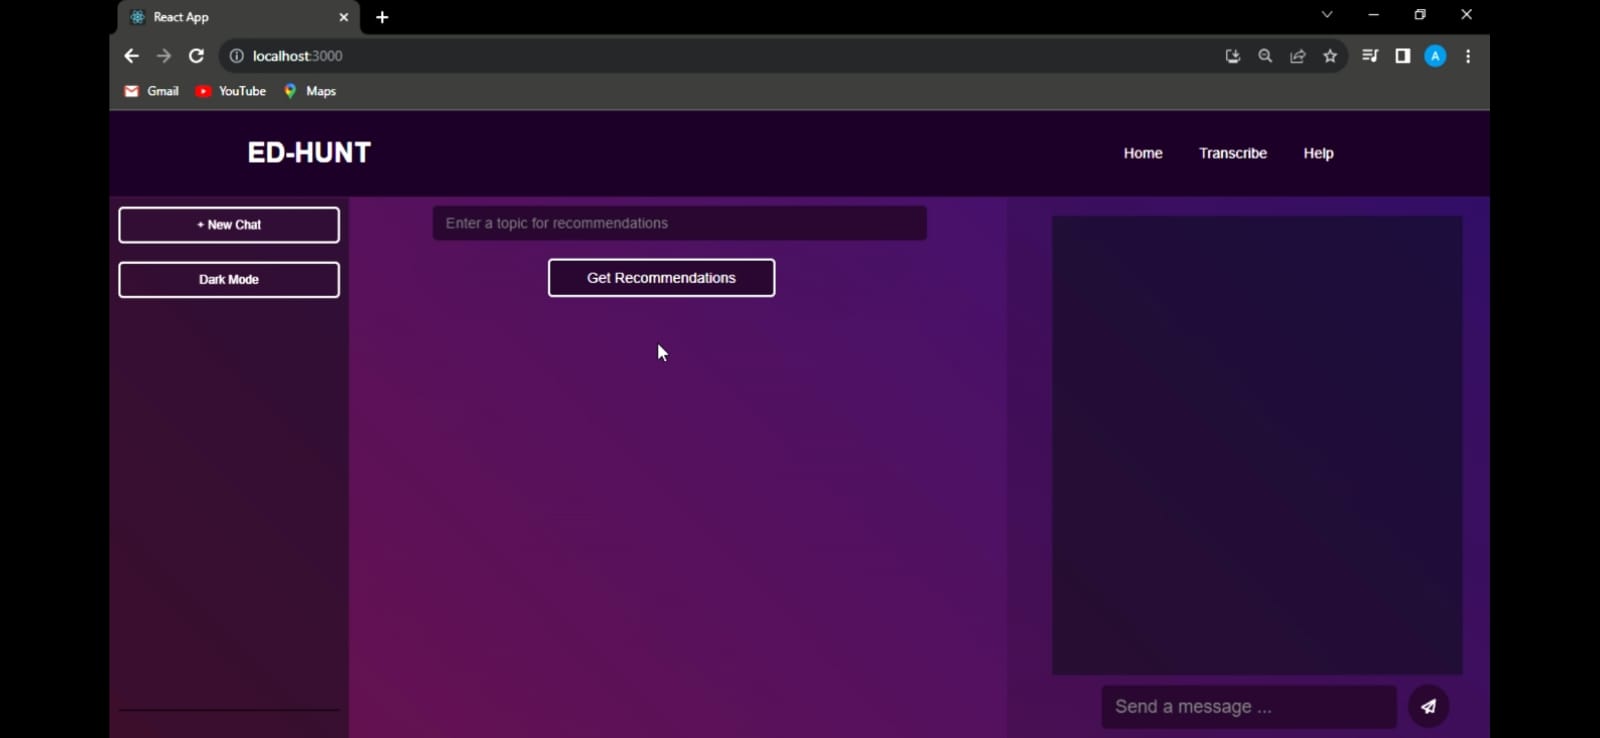 React App
localhost:3000
A
Gmail YouTube Maps
ED-HUNT
Home Transcribe Help
+ New Chat
Enter a topic for recommendations
Dark Mode
Get Recommendations
Send a message ...